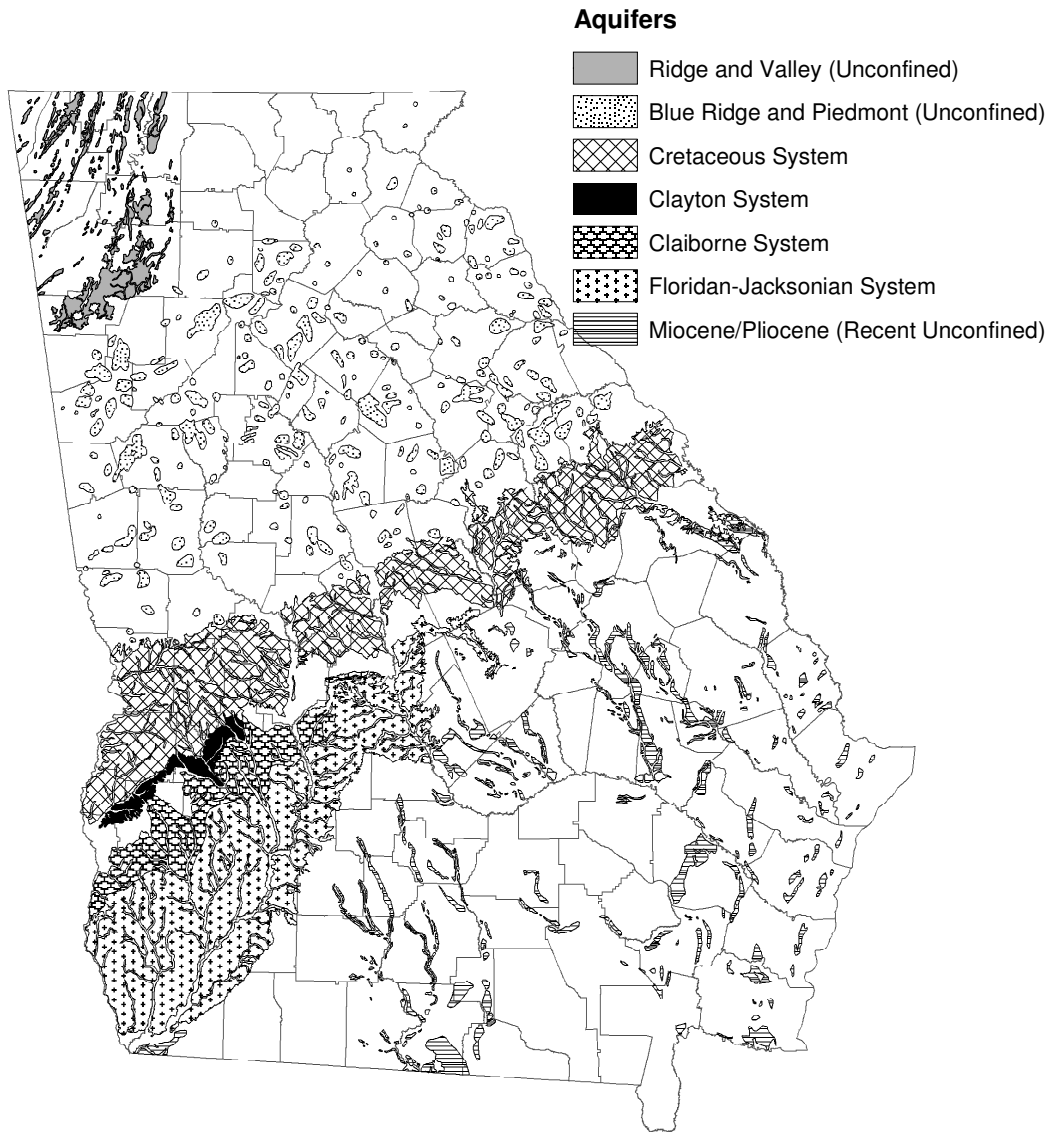 Aquifers
Ridge and Valley (Unconfined)
Blue Ridge and Piedmont (Unconfined)
Cretaceous System
Clayton System
Claiborne System
Floridan-Jacksonian System
Miocene/Pliocene (Recent Unconfined)